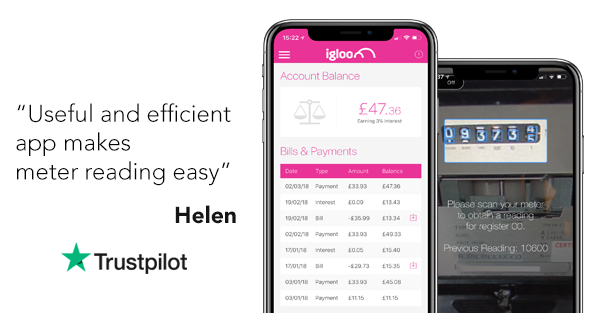 “Useful and efficient
app makes
meter reading easy”
Helen
Trustpilot
15:22
igloo
Account Balance
£47.36
Earning 3% interest
Bills & Payments
Date Type Amount Balance
02/03/18 Payment £33.93 £47.36
19/02/18 Interest £0.09 £13.43
19/02/18 Bill -£35.99 £13.34
02/02/18 Payment £33.93 £49.33
17/01/18 Interest £0.05 £15.40
17/01/18 Bill -£29.73 £15.35
03/01/18 Payment £33.93 £45.08
03/01/18 Payment £11.15 £11.15
37
Off
09373
Please scan your meter
to obtain a reading
for register 00.
Previous Reading: 10600